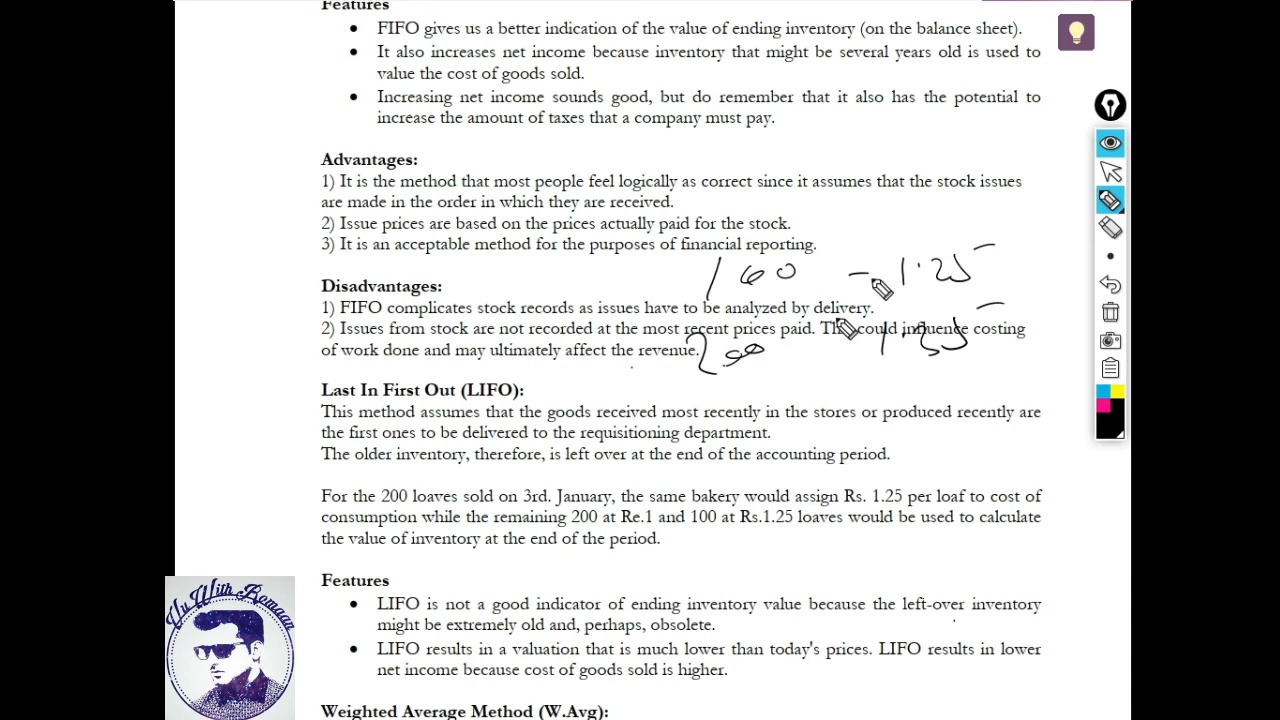 Features
• FIFO gives us a better indication of the value of ending inventory (on the balance sheet).
• It also increases net income because inventory that might be several years old is used to
value the cost of goods sold.
• Increasing net income sounds good, but do remember that it also has the potential to
increase the amount of taxes that a company must pay.
Advantages:
1) It is the method that most people feel logically as correct since it assumes that the stock issues
are made in the order in which they are received.
2) Issue prices are based on the prices actually paid for the stock.
3) It is an acceptable method for the purposes of financial reporting.
160 - 1.25
Disadvantages:
1) FIFO complicates stock records as issues have to be analyzed by delivery.
2) Issues from stock are not recorded at the most recent prices paid. This could influence costing
of work done and may ultimately affect the revenue.
200
Last In First Out (LIFO):
This method assumes that the goods received most recently in the stores or produced recently are
the first ones to be delivered to the requisitioning department.
The older inventory, therefore, is left over at the end of the accounting period.
For the 200 loaves sold on 3rd. January, the same bakery would assign Rs. 1.25 per loaf to cost of
consumption while the remaining 200 at Re.1 and 100 at Rs.1.25 loaves would be used to calculate
the value of inventory at the end of the period.
Features
• LIFO is not a good indicator of ending inventory value because the left-over inventory
might be extremely old and, perhaps, obsolete.
• LIFO results in a valuation that is much lower than today's prices. LIFO results in lower
net income because cost of goods sold is higher.
Weighted Average Method (W.Avg):